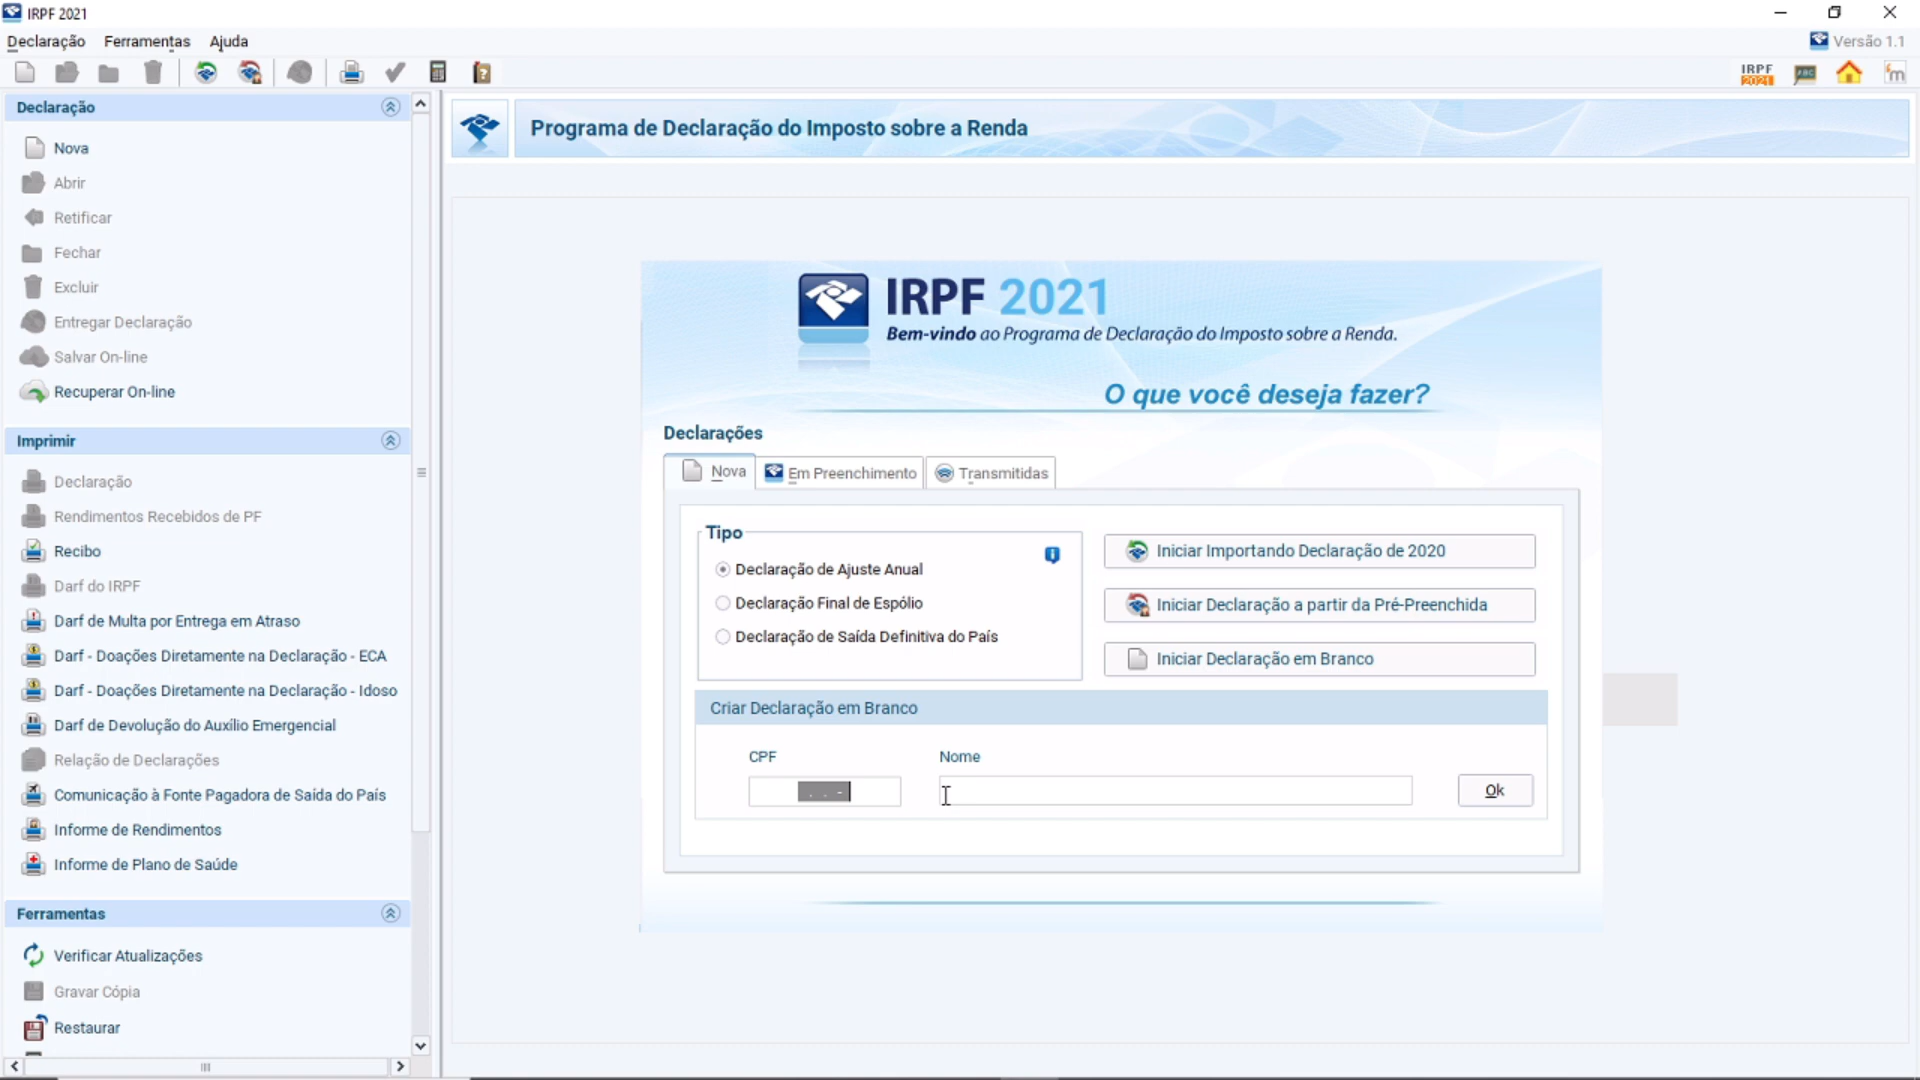 IRPF 2021
Declaração Ferramentas Ajuda
Versão 1.1
IRPF
2021
ABC
m
Declaração
Nova
Abrir
Retificar
Fechar
Excluir
Entregar Declaração
Salvar On-line
Recuperar On-line
Imprimir
Declaração
Rendimentos Recebidos de PF
Recibo
Darf do IRPF
Darf de Multa por Entrega em Atraso
Darf - Doações Diretamente na Declaração - ECA
Darf - Doações Diretamente na Declaração - Idoso
Darf de Devolução do Auxílio Emergencial
Relação de Declarações
Comunicação à Fonte Pagadora de Saída do País
Informe de Rendimentos
Informe de Plano de Saúde
Ferramentas
Verificar Atualizações
Gravar Cópia
Restaurar
Programa de Declaração do Imposto sobre a Renda
IRPF 2021
Bem-vindo ao Programa de Declaração do Imposto sobre a Renda.
O que você deseja fazer?
Declarações
Nova Em Preenchimento Transmitidas
Tipo
Declaração de Ajuste Anual
Declaração Final de Espólio
Declaração de Saída Definitiva do País
Iniciar Importando Declaração de 2020
Iniciar Declaração a partir da Pré-Preenchida
Iniciar Declaração em Branco
Criar Declaração em Branco
CPF Nome
. . -
Ok